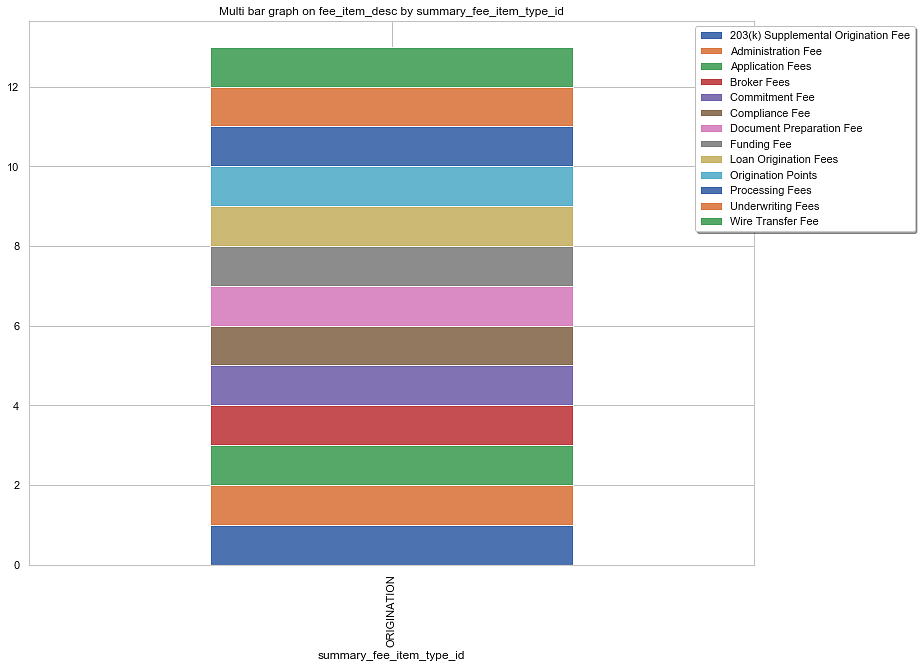 Multi bar graph on fee_item_desc by summary_fee_item_type_id
203(k) Supplemental Origination Fee
Administration Fee
Application Fees
Broker Fees
Commitment Fee
Compliance Fee
Document Preparation Fee
Funding Fee
Loan Origination Fees
Origination Points
Processing Fees
Underwriting Fees
Wire Transfer Fee
12
10
8
6
4
2
0
ORIGINATION
summary_fee_item_type_id